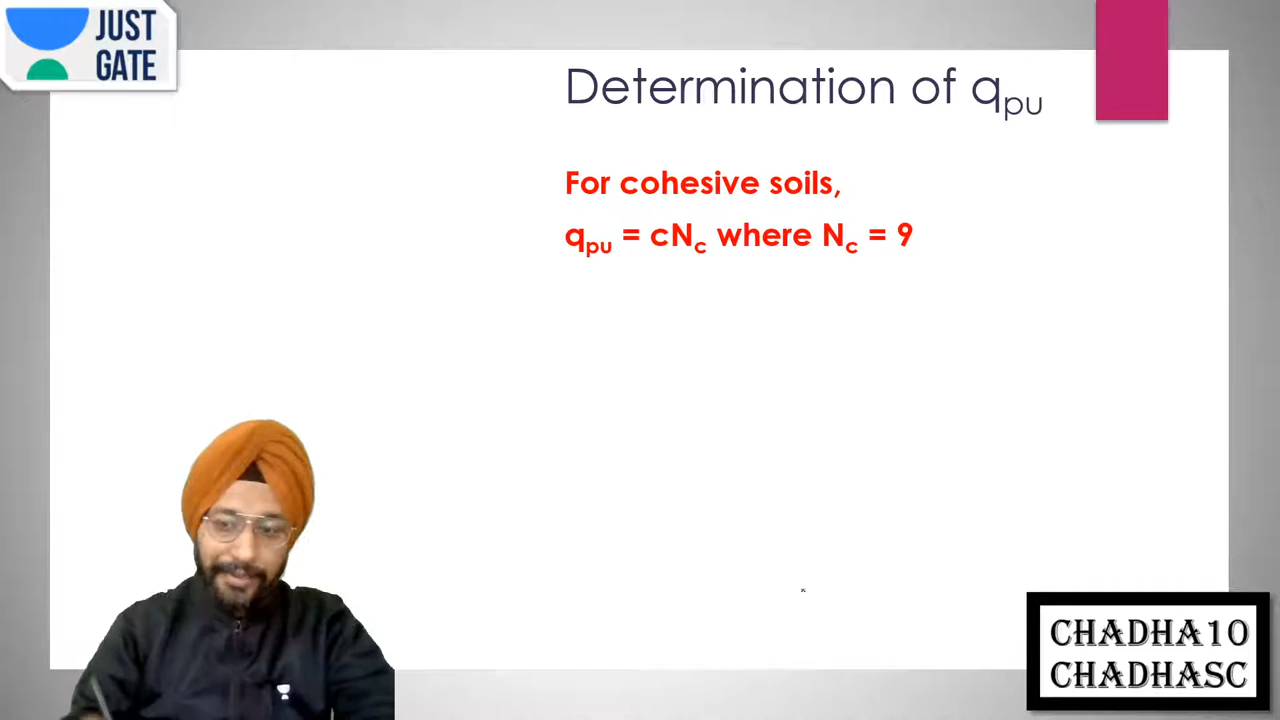 JUST
GATE
Determination of qpu
For cohesive soils,
qpu = cNc where Nc = 9
CHADHA10
CHADHASC